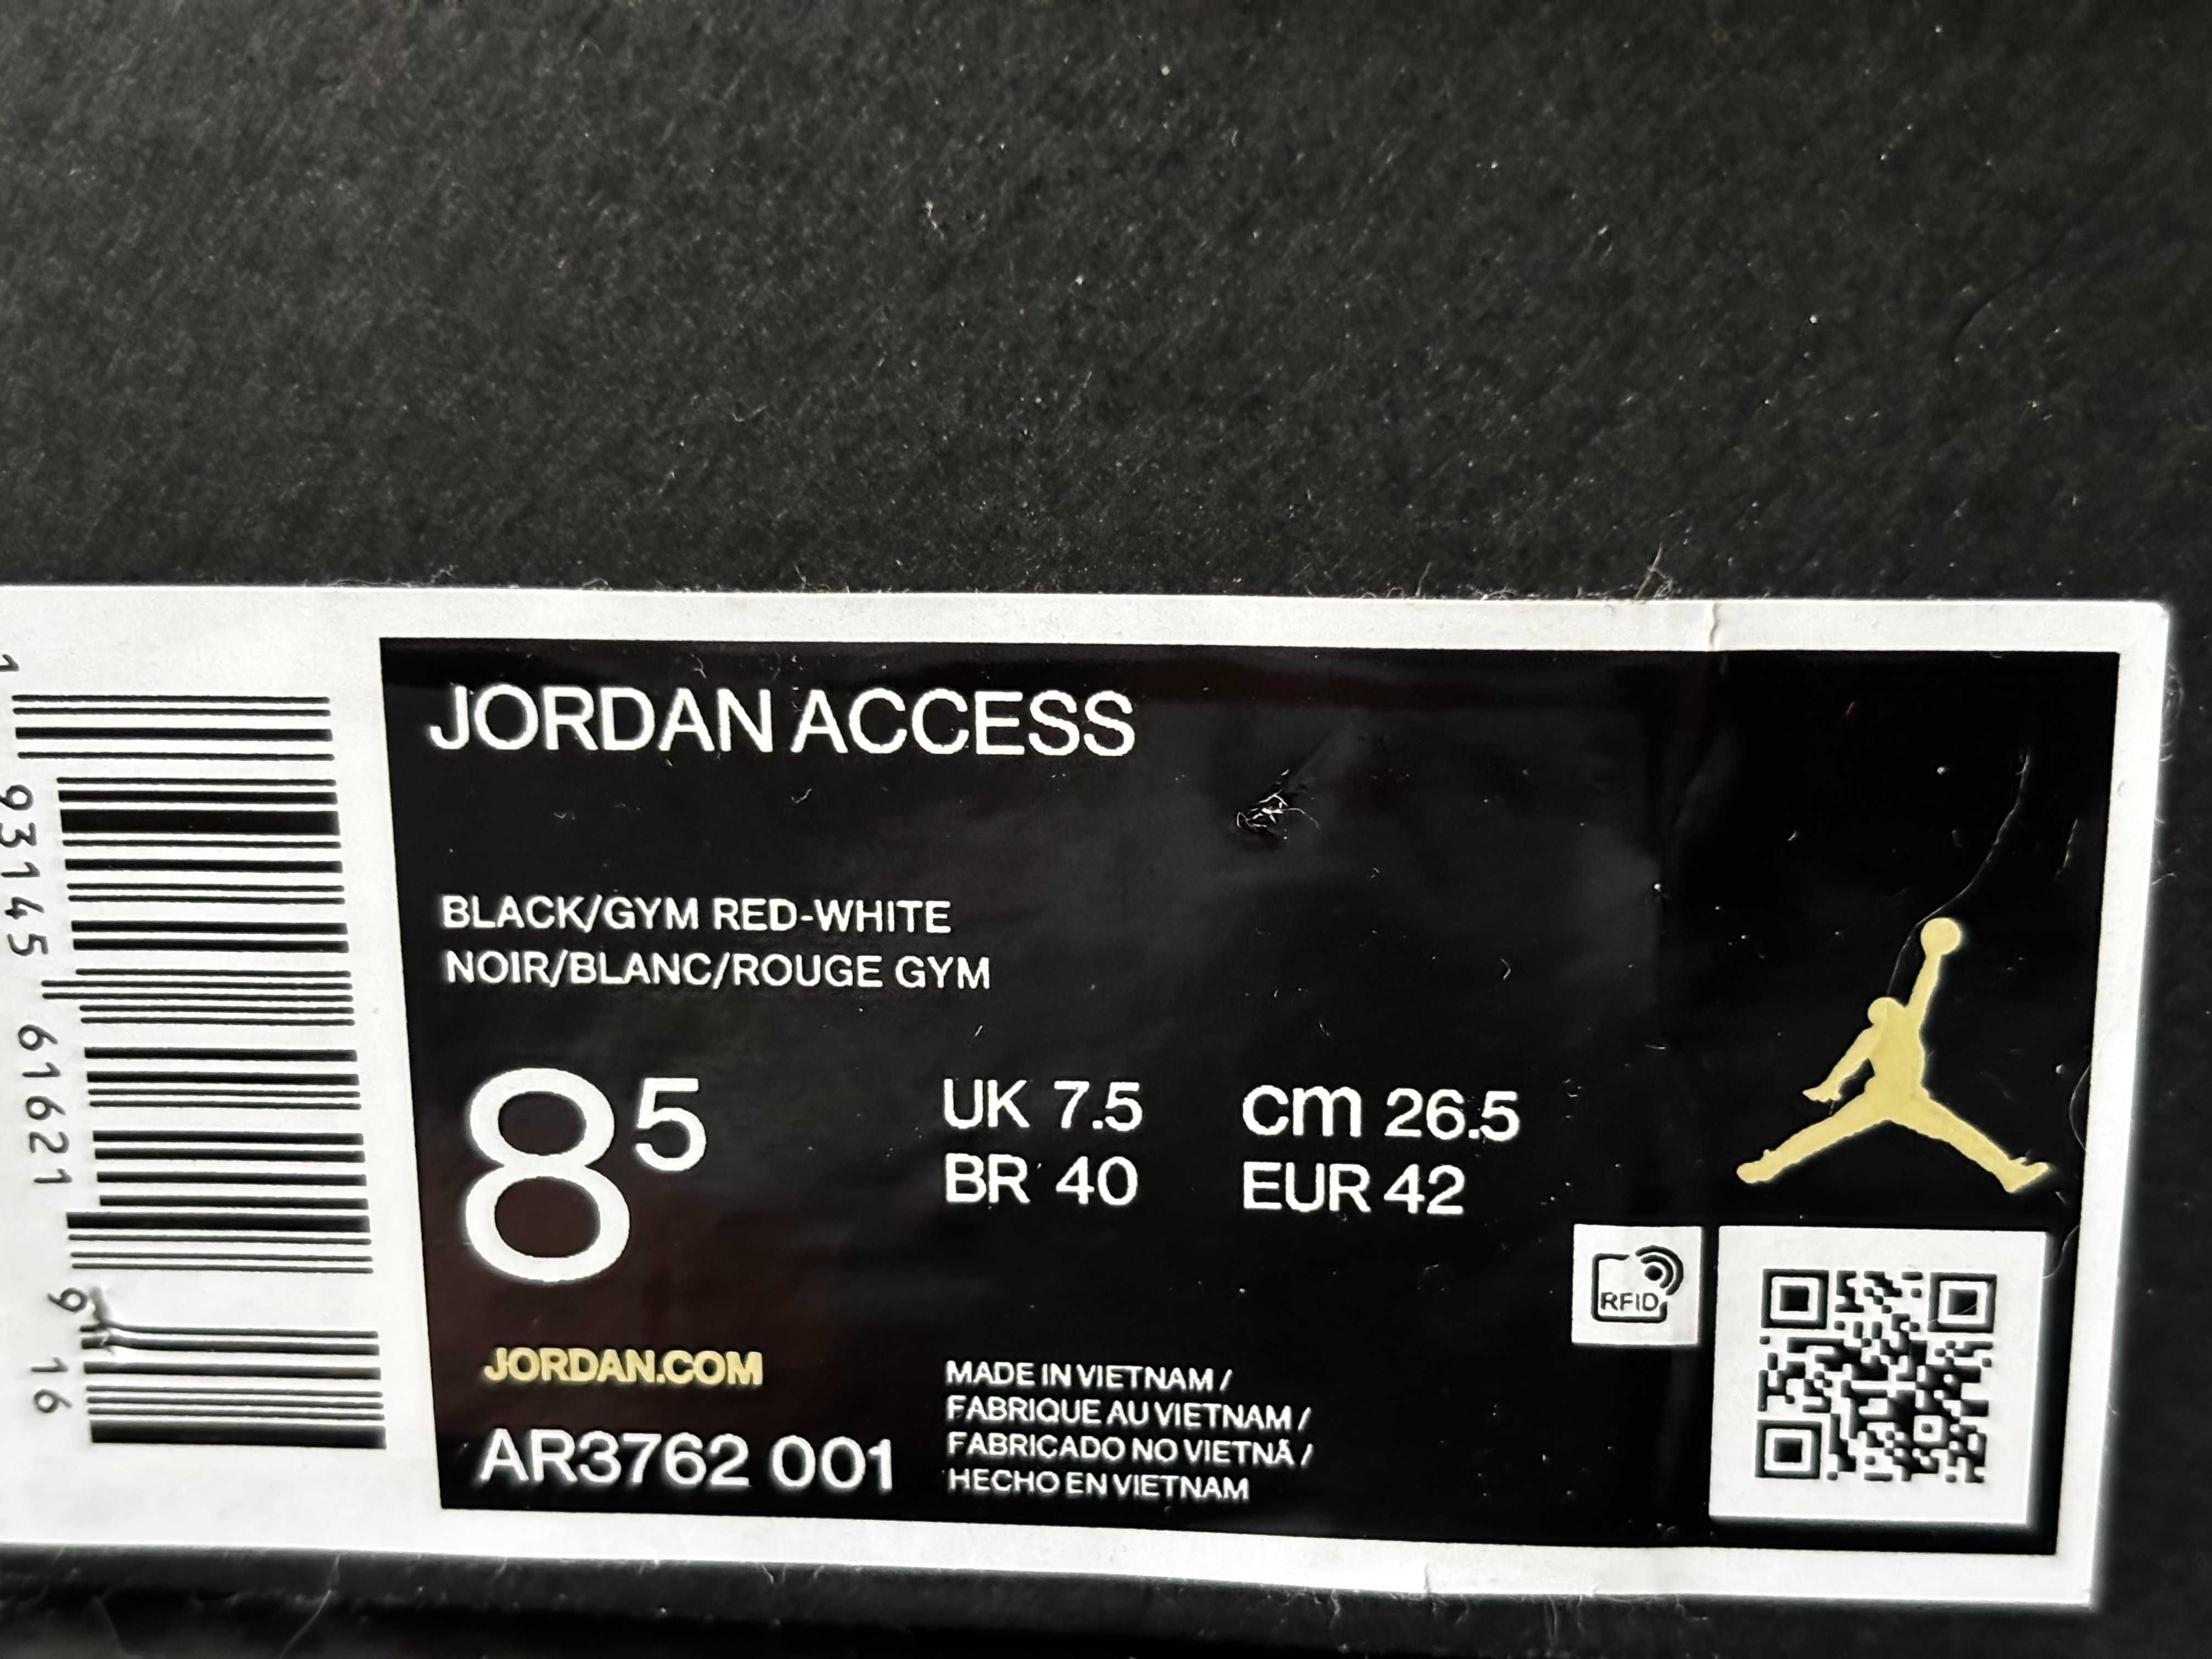 JORDAN ACCESS
BLACK/GYM RED-WHITE
NOIR/BLANC/ROUGE GYM
8⁵
UK 7.5
cm 26.5
BR 40
EUR 42
RFID
JORDAN.COM
AR3762 001
MADE IN VIETNAM /
FABRIQUE AU VIETNAM /
FABRICADO NO VIETNÃ /
HECHO EN VIETNAM
1 93145 61621 9 16